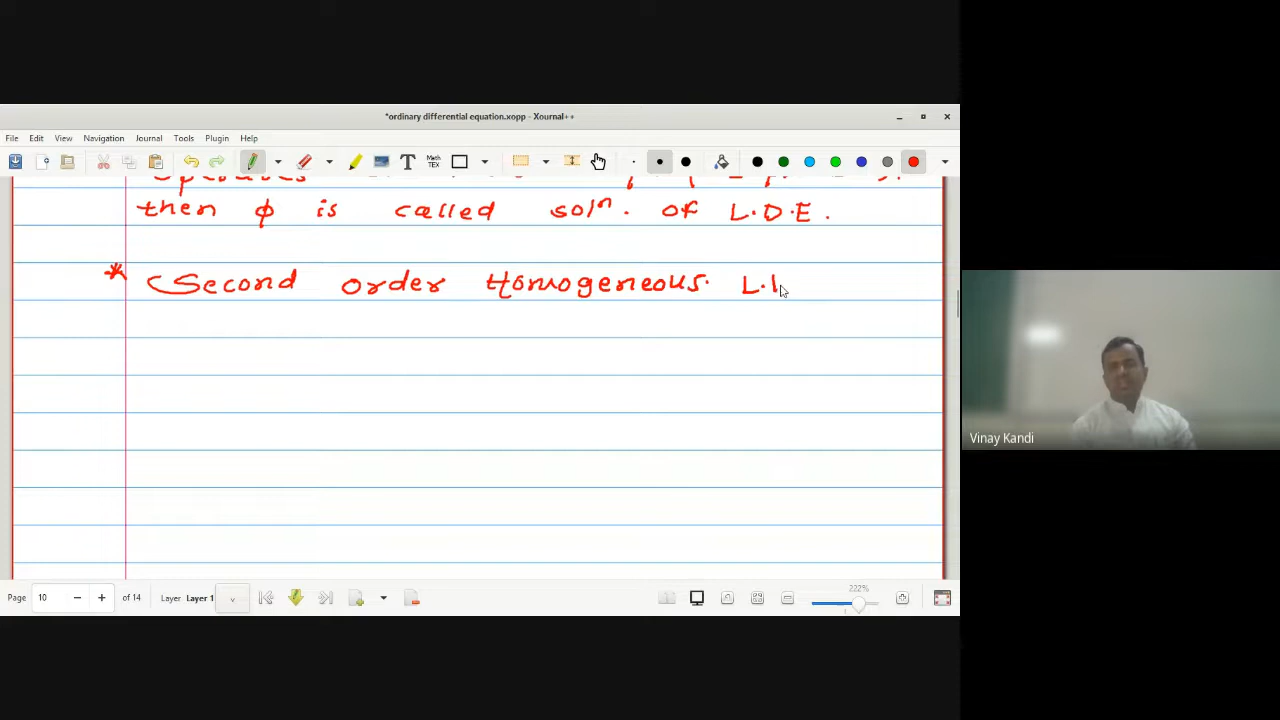 *ordinary differential equation.xopp - Xournal++
File Edit View Navigation Journal Tools Plugin Help
then φ is called solⁿ. of L.D.E.
* Second order Homogeneous. L.
Vinay Kandi
Page 10 of 14 Layer Layer 1
222%